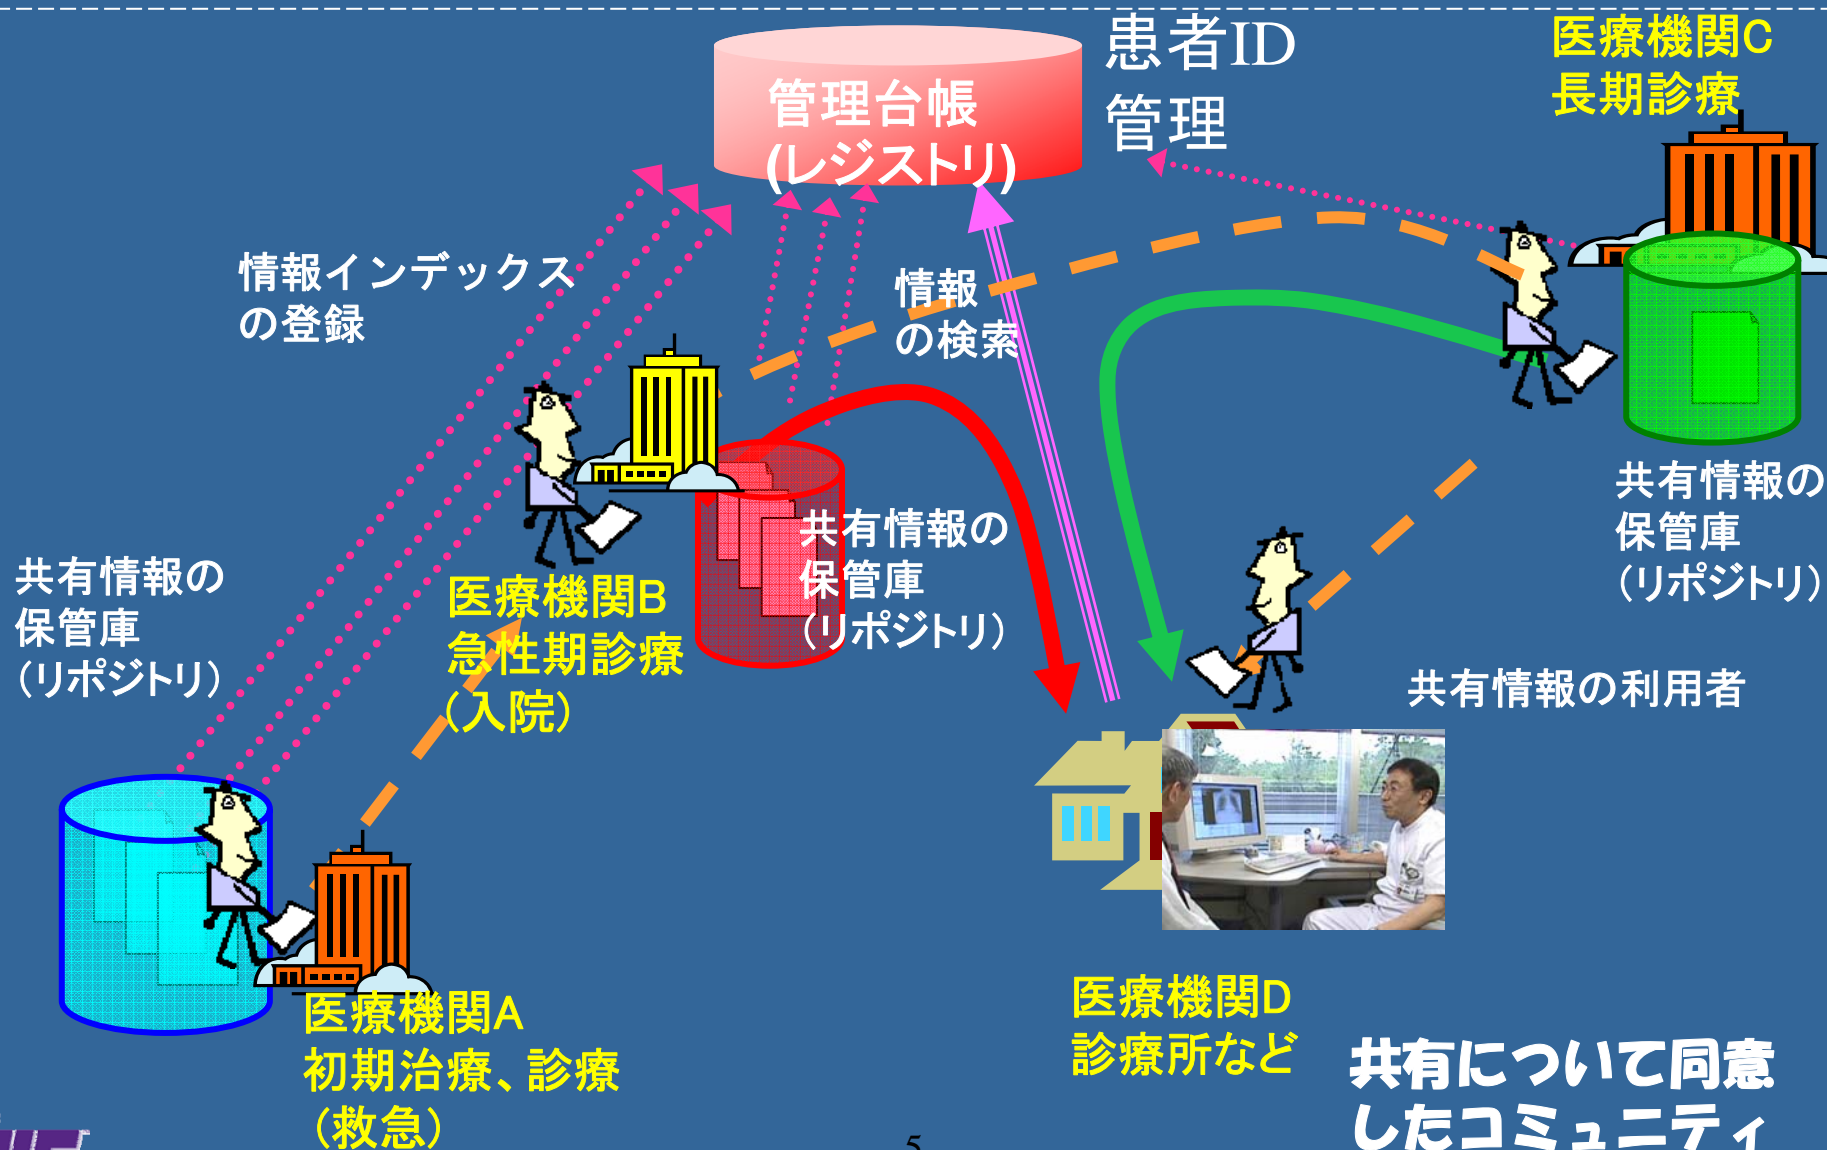 患者ID
管理
医療機関C
長期診療
管理台帳
(レジストリ)
情報インデックス
の登録
情報
の検索
共有情報の
保管庫
(リポジトリ)
共有情報の
保管庫
(リポジトリ)
共有情報の
保管庫
(リポジトリ)
医療機関B
急性期診療
(入院)
共有情報の利用者
医療機関A
初期治療、診療
(救急)
医療機関D
診療所など
共有について同意
したコミュニティ
5